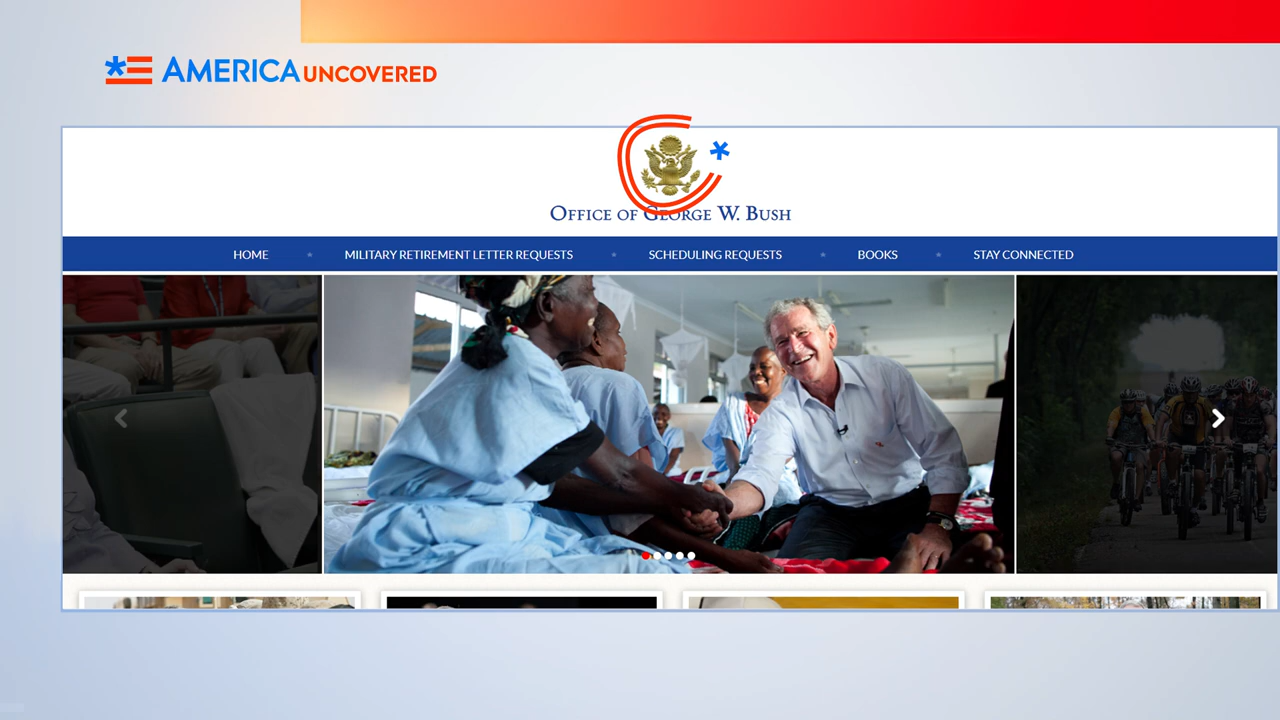 AMERICA UNCOVERED
OFFICE OF GEORGE W. BUSH
HOME
MILITARY RETIREMENT LETTER REQUESTS
SCHEDULING REQUESTS
BOOKS
STAY CONNECTED